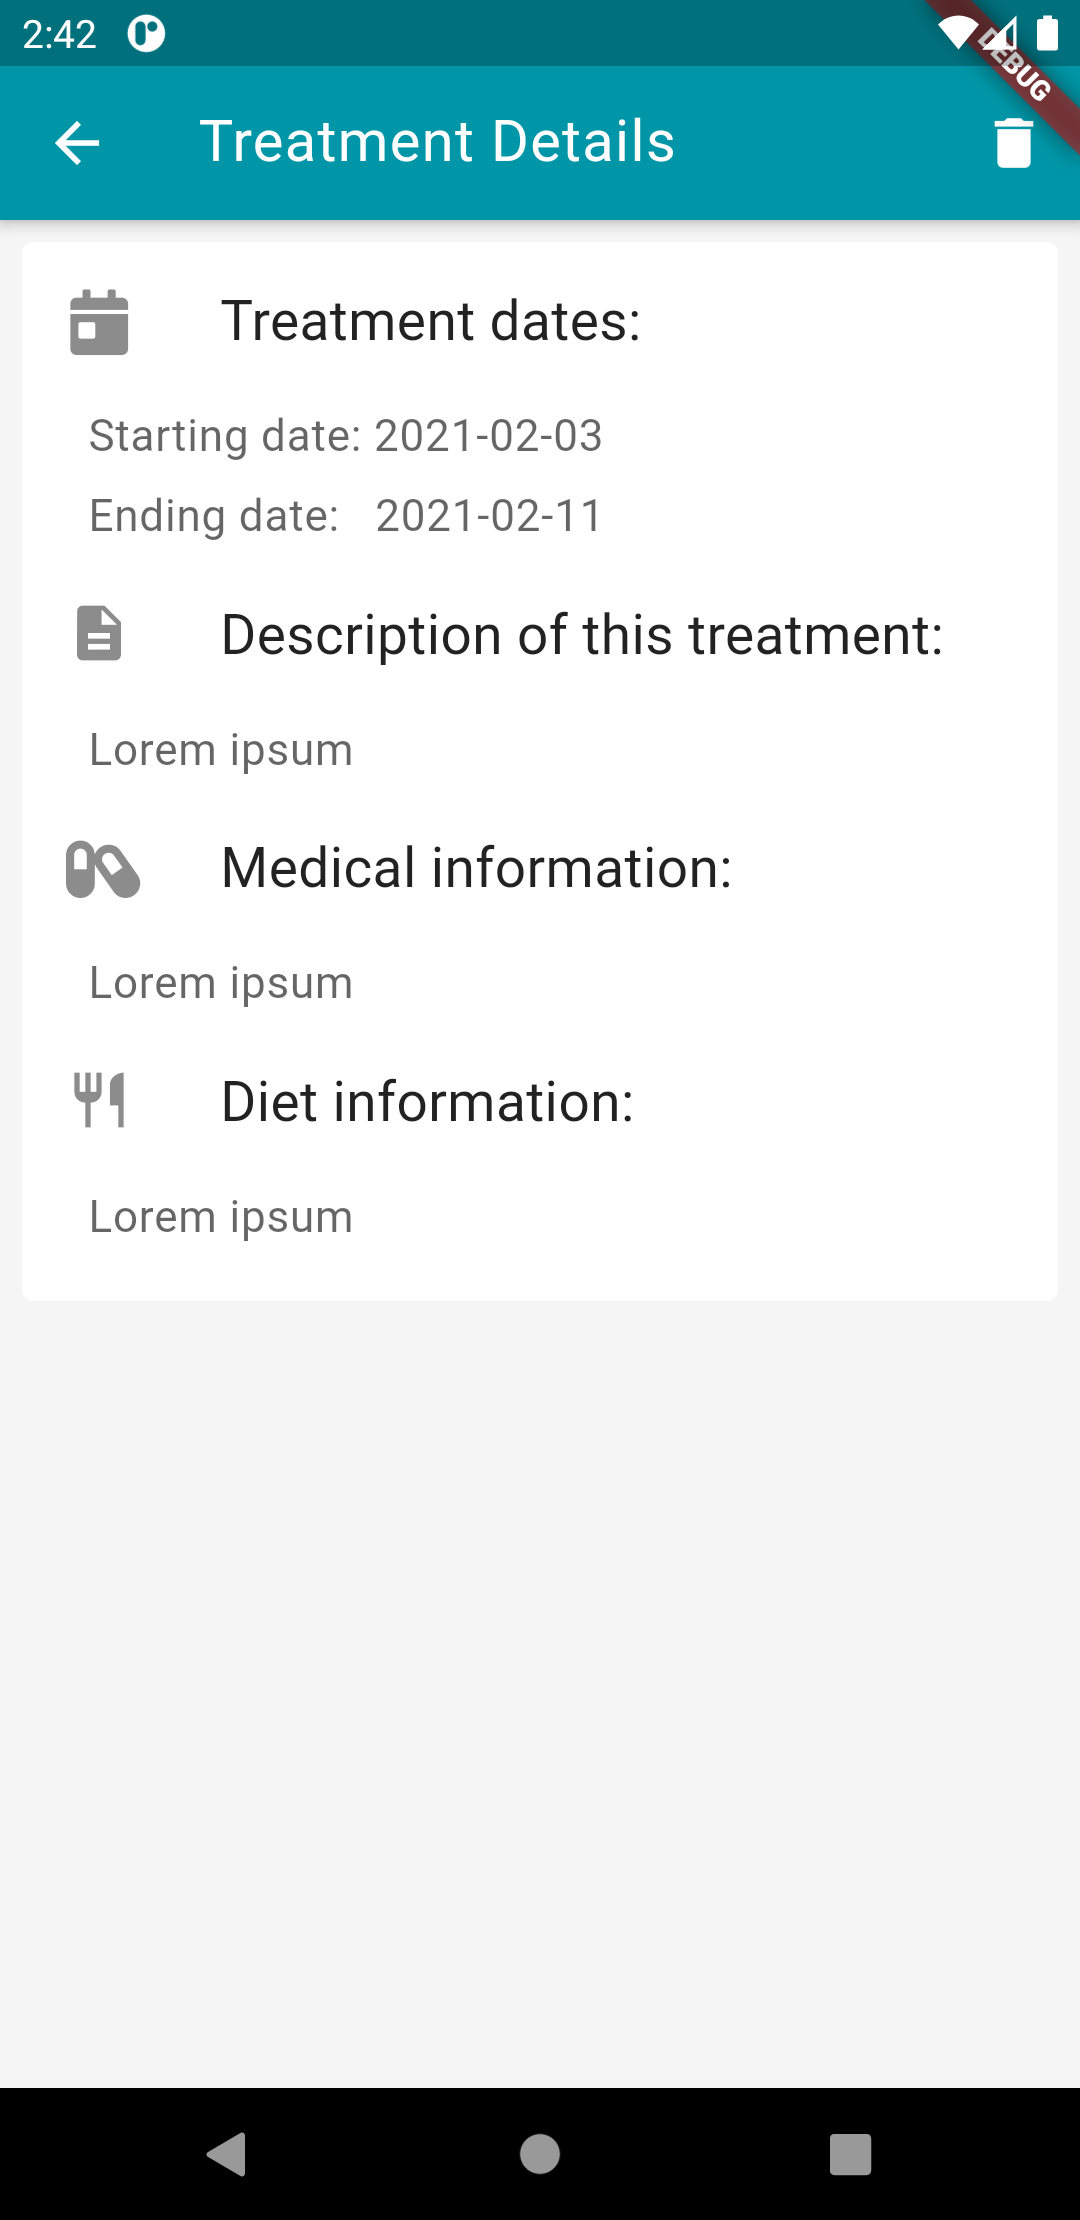 2:42
DEBUG
Treatment Details
Treatment dates:
Starting date: 2021-02-03
Ending date: 2021-02-11
Description of this treatment:
Lorem ipsum
Medical information:
Lorem ipsum
Diet information:
Lorem ipsum